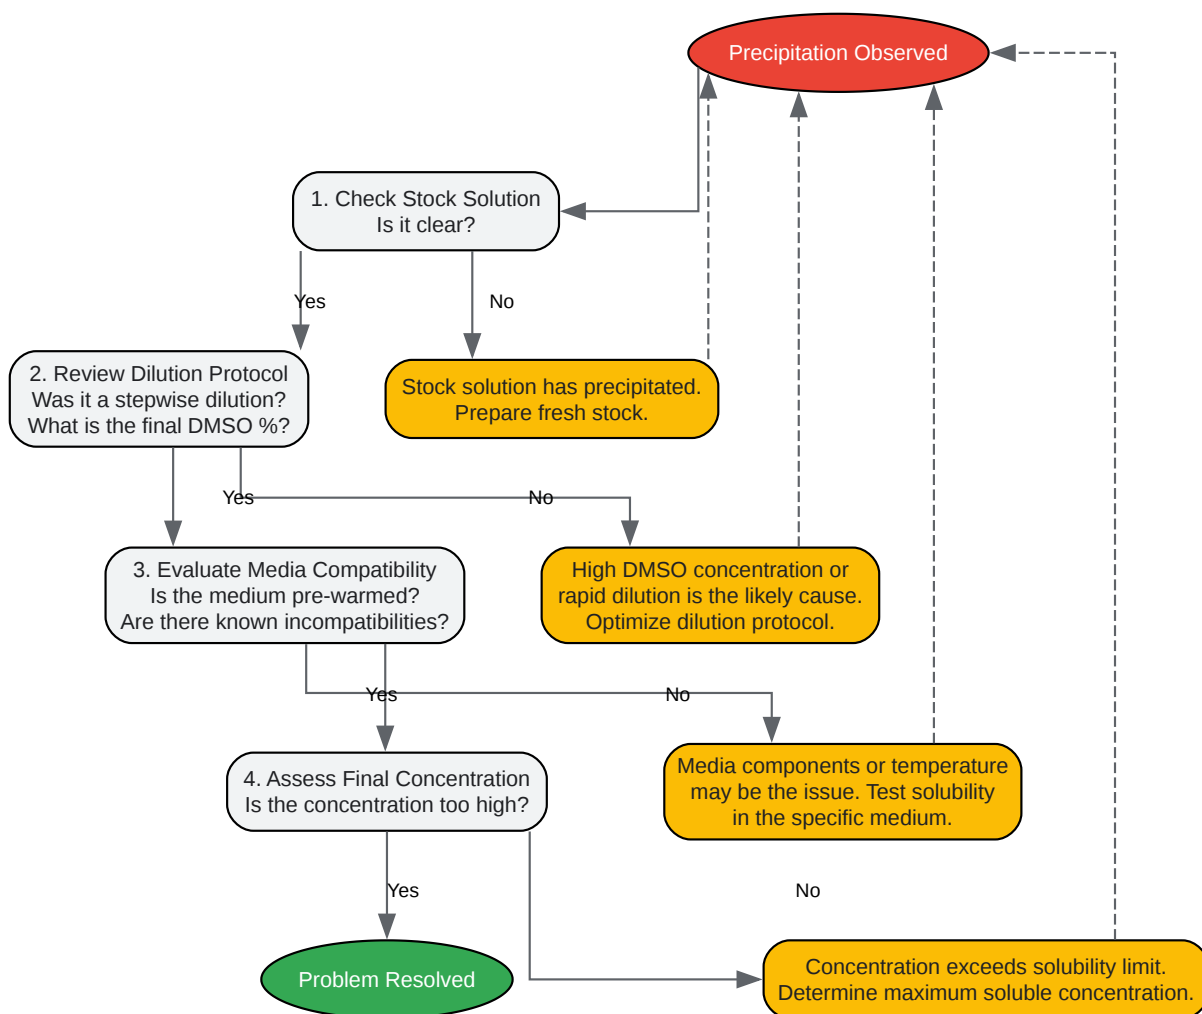 Precipitation Observed
1. Check Stock Solution
Is it clear?
Yes
No
2. Review Dilution Protocol
Was it a stepwise dilution?
What is the final DMSO %?
Stock solution has precipitated.
Prepare fresh stock.
Yes
No
3. Evaluate Media Compatibility
Is the medium pre-warmed?
Are there known incompatibilities?
High DMSO concentration or
rapid dilution is the likely cause.
Optimize dilution protocol.
Yes
No
4. Assess Final Concentration
Is the concentration too high?
Media components or temperature
may be the issue. Test solubility
in the specific medium.
Yes
No
Problem Resolved
Concentration exceeds solubility limit.
Determine maximum soluble concentration.